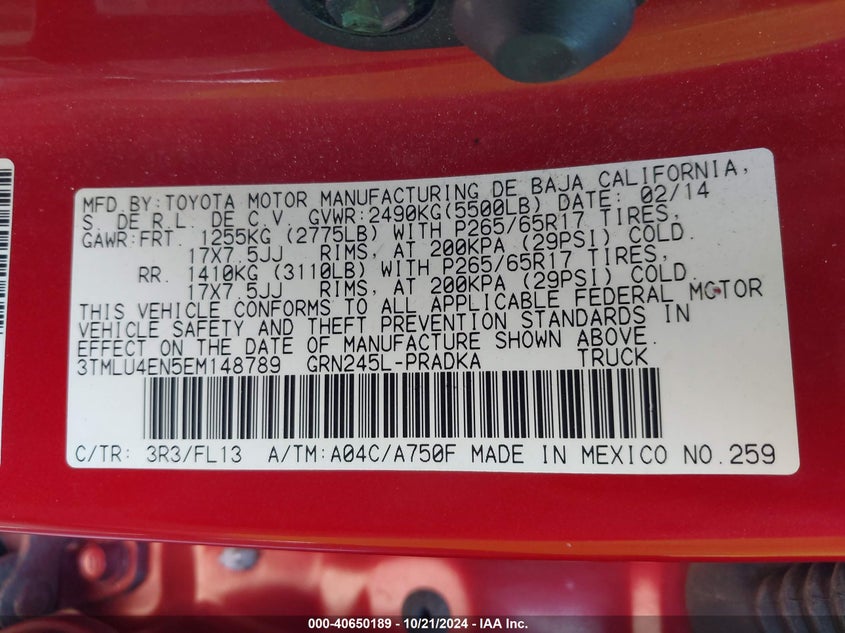 MFD.BY:TOYOTA MOTOR MANUFACTURING DE BAJA CALIFORNIA,
S. DE R.L. DE C.V. GVWR:2490KG(5500LB) DATE: 02/14
GAWR:FRT. 1255KG (2775LB) WITH P265/65R17 TIRES,
17X7.5JJ RIMS, AT 200KPA (29PSI) COLD.
RR. 1410KG (3110LB) WITH P265/65R17 TIRES,
17X7.5JJ RIMS, AT 200KPA (29PSI) COLD.
THIS VEHICLE CONFORMS TO ALL APPLICABLE FEDERAL MOTOR
VEHICLE SAFETY AND THEFT PREVENTION STANDARDS IN
EFFECT ON THE DATE OF MANUFACTURE SHOWN ABOVE.
3TMLU4EN5EM148789 GRN245L-PRADKA TRUCK
C/TR: 3R3/FL13 A/TM:A04C/A750F MADE IN MEXICO NO.259
000-40650189 - 10/21/2024 - IAA Inc.